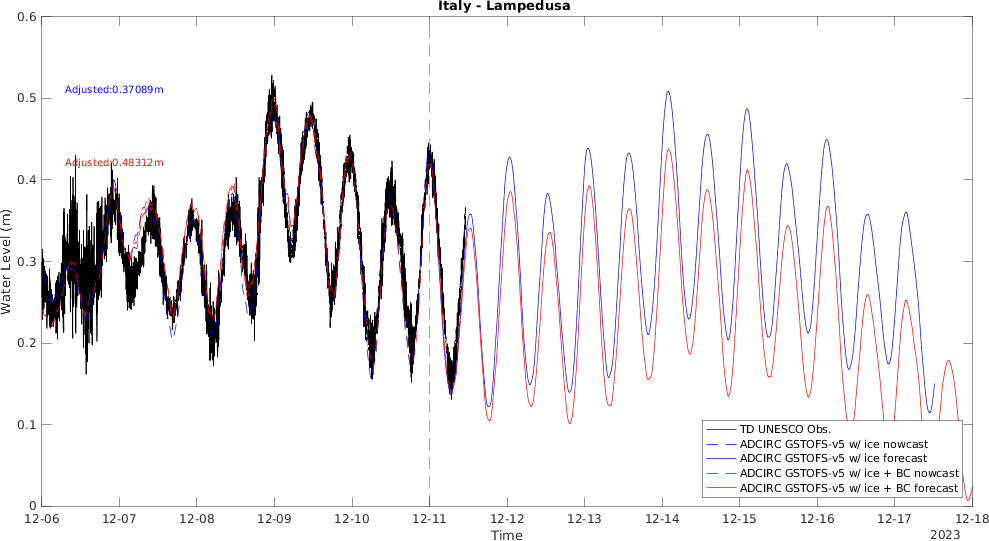 Italy - Lampedusa
0.6
0.5
0.4
0.3
0.2
0.1
0
Water Level (m)
Adjusted:0.37089m
Adjusted:0.48312m
TD UNESCO Obs.
ADCIRC GSTOFS-v5 w/ ice nowcast
ADCIRC GSTOFS-v5 w/ ice forecast
ADCIRC GSTOFS-v5 w/ ice + BC nowcast
ADCIRC GSTOFS-v5 w/ ice + BC forecast
12-06 12-07 12-08 12-09 12-10 12-11 12-12 12-13 12-14 12-15 12-16 12-17 12-18
Time
2023